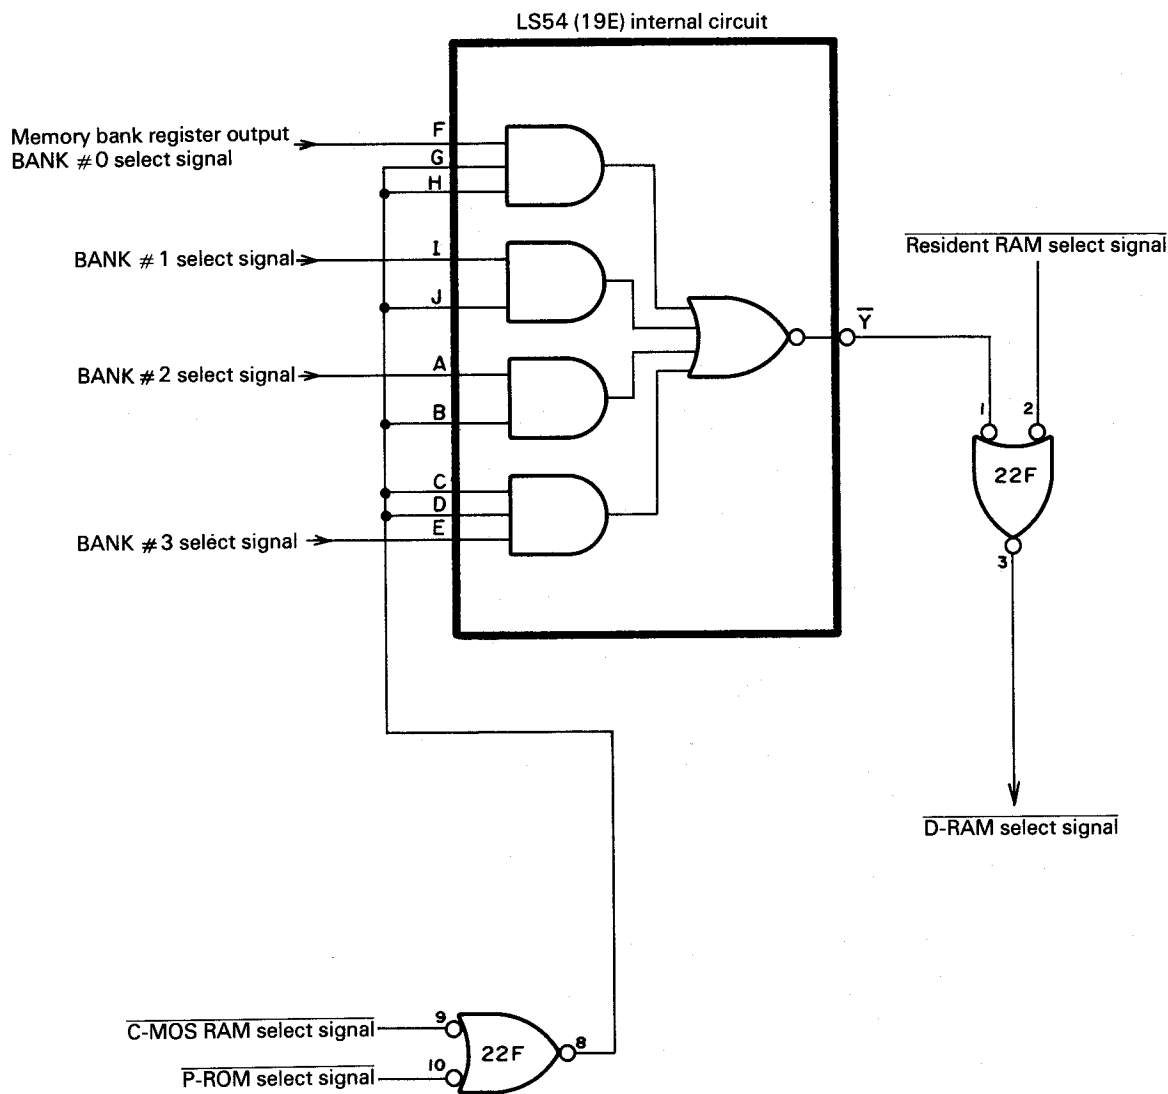 LS54 (19E) internal circuit
Memory bank register output
BANK #0 select signal
F
G
H
BANK #1 select signal
I
J
Resident RAM select signal
Y
BANK #2 select signal
A
B
1
2
22F
3
C
D
E
BANK #3 select signal
D-RAM select signal
C-MOS RAM select signal
9
22F
8
P-ROM select signal
10